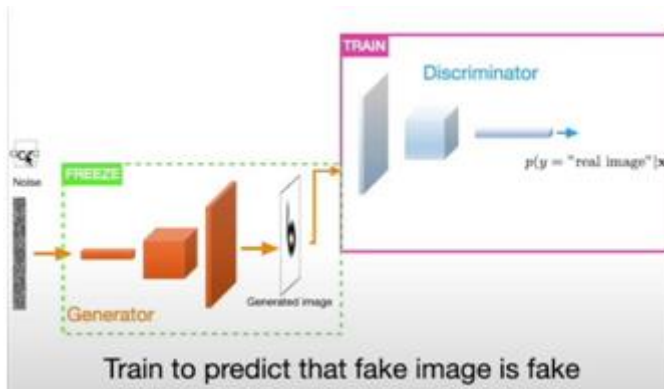 TRAIN
Discriminator
p(y = "real image"|x
Noise
FREEZE
Generated image
Generator
Train to predict that fake image is fake